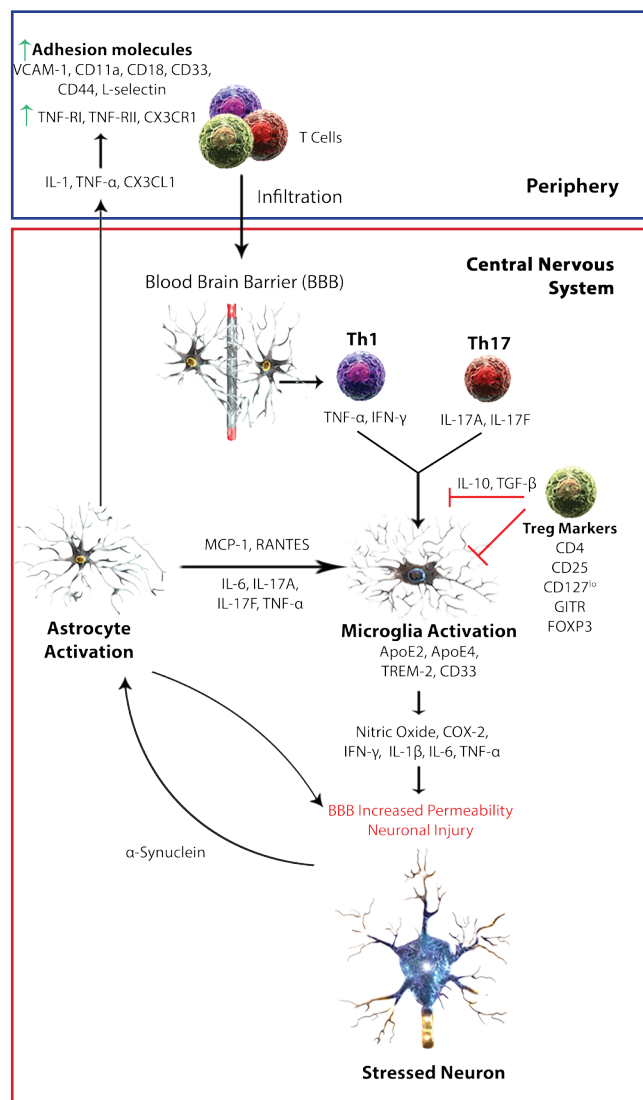 ↑Adhesion molecules
VCAM-1, CD11a, CD18, CD33,
CD44, L-selectin
↑ TNF-RI, TNF-RII, CX3CR1
IL-1, TNF-α, CX3CL1
T Cells
Infiltration
Periphery
Central Nervous
System
Blood Brain Barrier (BBB)
Th1
TNF-α, IFN-γ
Th17
IL-17A, IL-17F
IL-10, TGF-β
Treg Markers
CD4
CD25
CD127ˡᵒ
GITR
FOXP3
MCP-1, RANTES
IL-6, IL-17A,
IL-17F, TNF-α
Astrocyte
Activation
Microglia Activation
ApoE2, ApoE4,
TREM-2, CD33
Nitric Oxide, COX-2,
IFN-γ, IL-1β, IL-6, TNF-α
BBB Increased Permeability
Neuronal Injury
α-Synuclein
Stressed Neuron